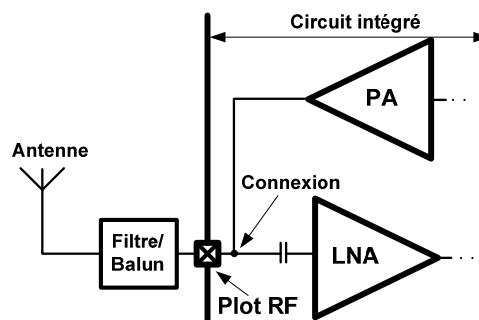 Circuit intégré
PA
Antenne
Connexion
Filtre/
Balun
LNA
Plot RF